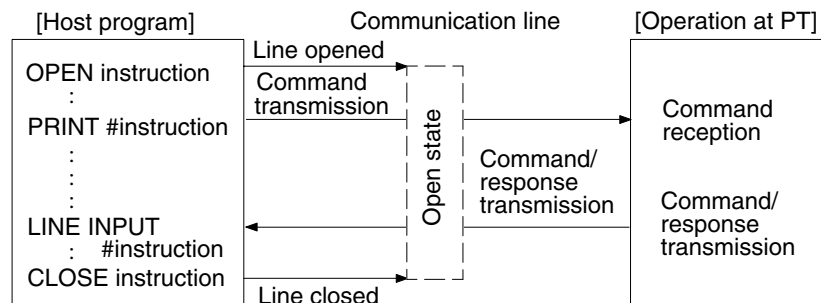 [Host program]
Communication line
[Operation at PT]
Line opened
OPEN instruction
:
Command
transmission
PRINT #instruction
Command
reception
:
:
:
Open state
Command/
response
transmission
LINE INPUT
#instruction
:
Command/
response
transmission
CLOSE instruction
Line closed